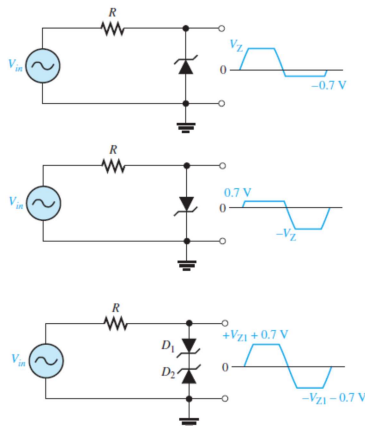 R
V_Z
V_in
0
−0.7 V
R
0.7 V
V_in
0
−V_Z
R
+V_Z1 + 0.7 V
D_1
V_in
0
D_2
−V_Z1 − 0.7 V